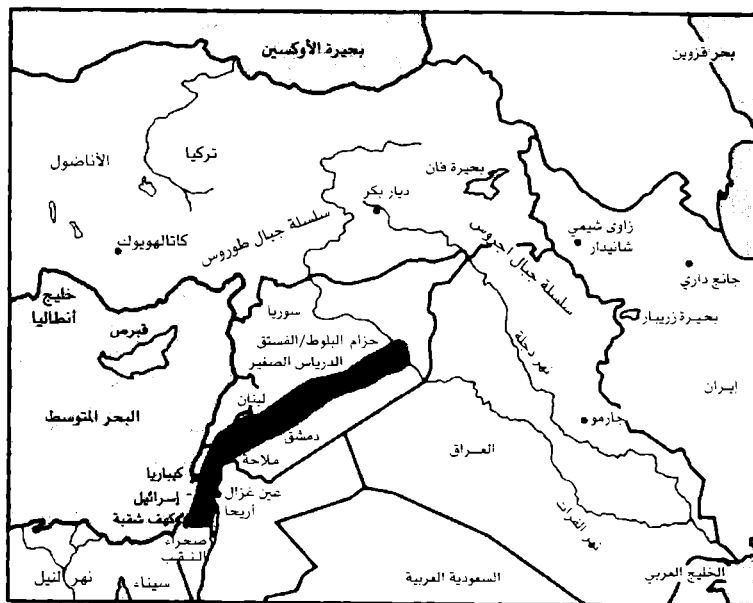 بحيرة الأوكسين
بحر قزوين
الأناضول
تركيا
بحيرة فان
ديار بكر
سلسلة جبال طوروس
كاتالهويوك
زاوى شيمي
شانيدار
جانج داري
سلسلة جبال اجروس
خليج
أنطاليا
قبرص
سوريا
بحيرة زريبار
حزام البلوط/الفستق
الدرياس الصغير
نهر دجلة
إيران
البحر المتوسط
لبنان
دمشق
جارمو
العراق
ملاحة
كيباريا
عين غزال
إسرائيل
أريحا
كهف شقبة
نهر الفرات
صحراء
النقب
نهر النيل
سيناء
السعودية العربية
الخليج العربي